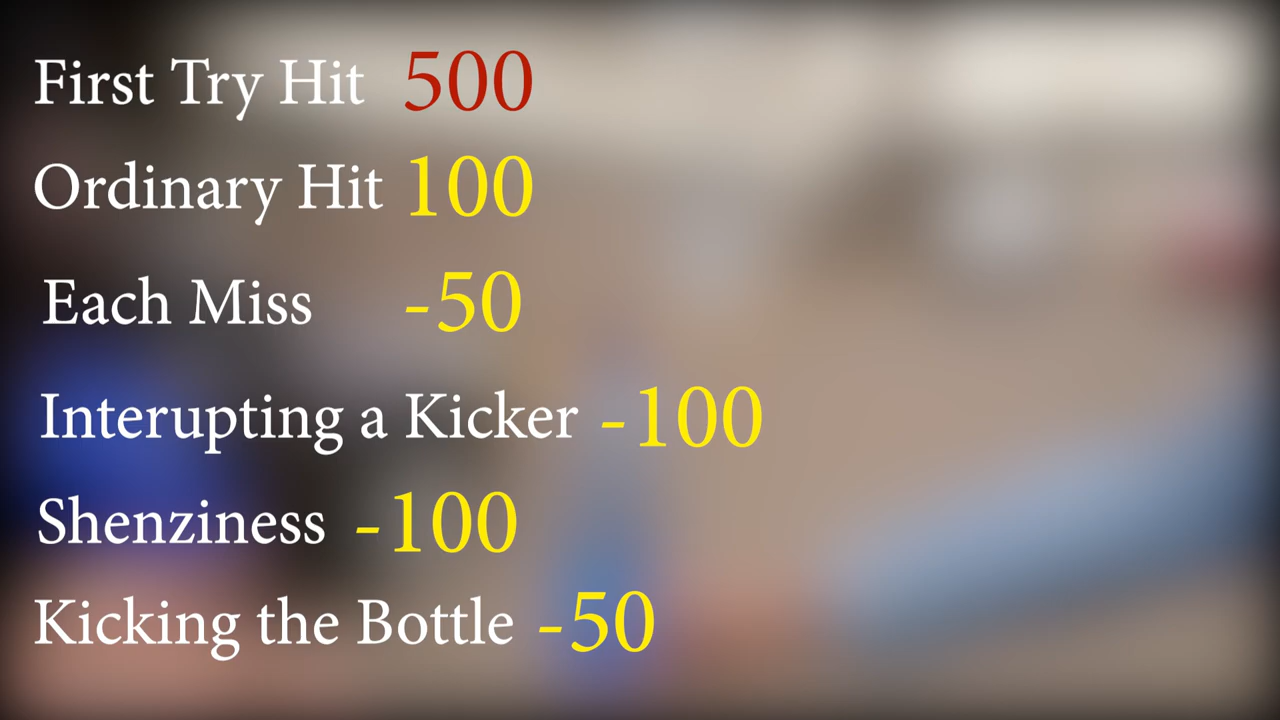 First Try Hit 500
Ordinary Hit 100
Each Miss -50
Interupting a Kicker -100
Shenziness -100
Kicking the Bottle -50